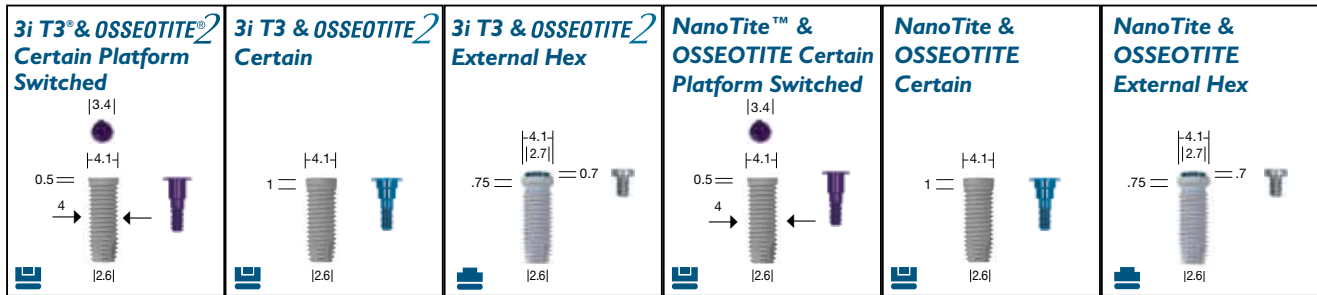 3i T3®& OSSEOTITE®2
Certain Platform
Switched
3.4
4.1
0.5
4
2.6
3i T3 & OSSEOTITE 2
Certain
4.1
1
2.6
3i T3 & OSSEOTITE 2
External Hex
4.1
2.7
0.7
.75
2.6
NanoTite™ &
OSSEOTITE Certain
Platform Switched
3.4
4.1
0.5
4
2.6
NanoTite &
OSSEOTITE
Certain
4.1
1
2.6
NanoTite &
OSSEOTITE
External Hex
4.1
2.7
.7
.75
2.6